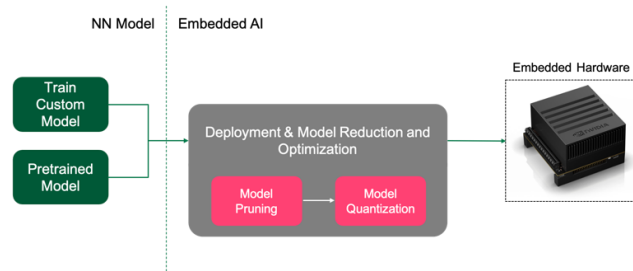 NN Model
Embedded AI
Embedded Hardware
Train
Custom
Model
Pretrained
Model
Deployment & Model Reduction and
Optimization
Model
Pruning
Model
Quantization